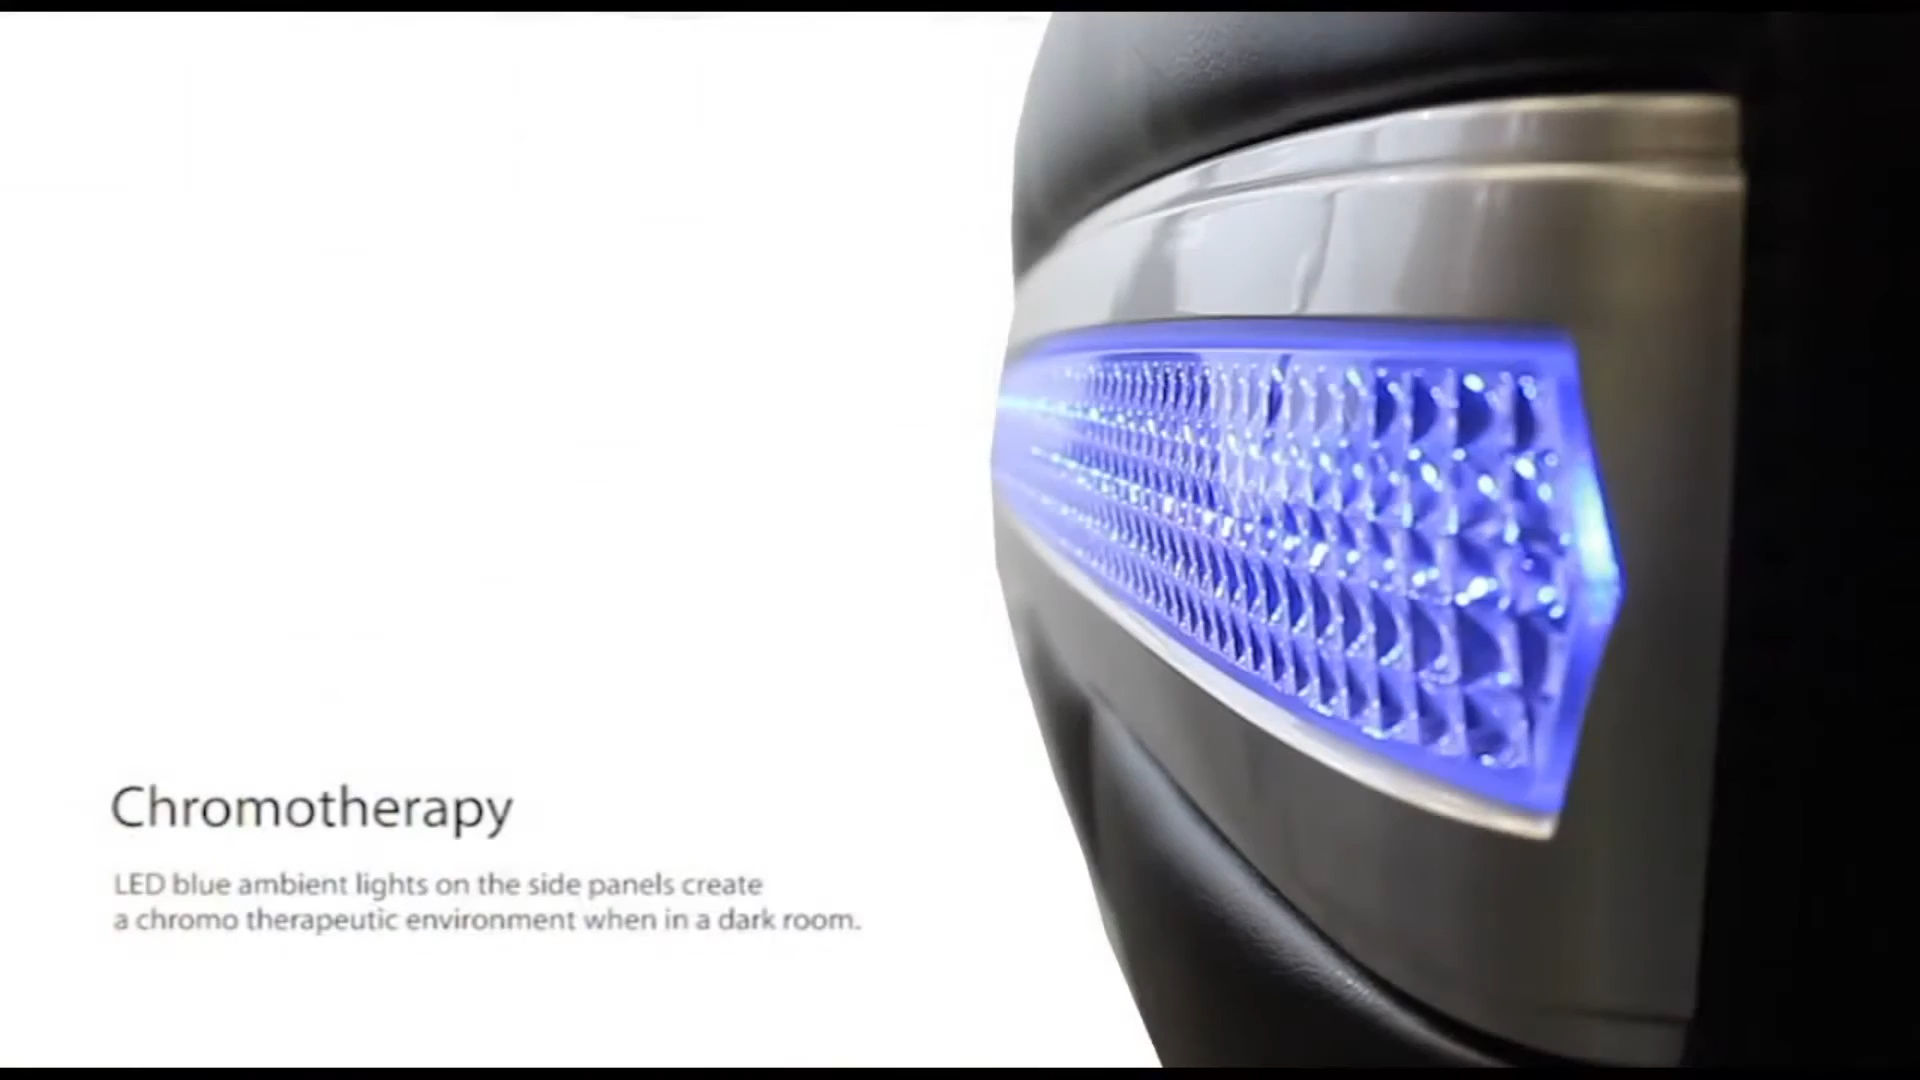 Chromotherapy
LED blue ambient lights on the side panels create
a chromo therapeutic environment when in a dark room.